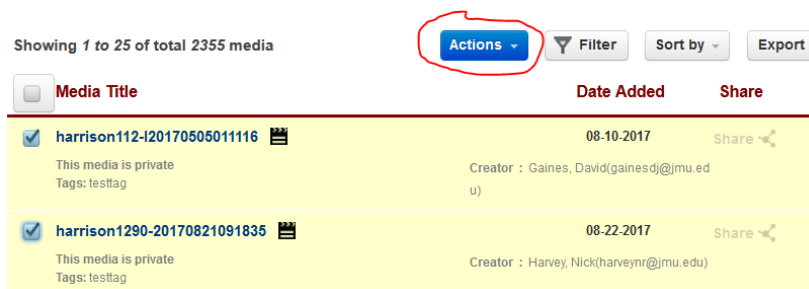 Showing 1 to 25 of total 2355 media
Actions
Filter
Sort by
Export
Media Title
Date Added
Share
harrison112-I20170505011116
08-10-2017
Share
This media is private
Creator : Gaines, David(gainesdj@jmu.ed
Tags: testtag
u)
harrison1290-20170821091835
08-22-2017
Share
This media is private
Creator : Harvey, Nick(harveynr@jmu.edu)
Tags: testtag